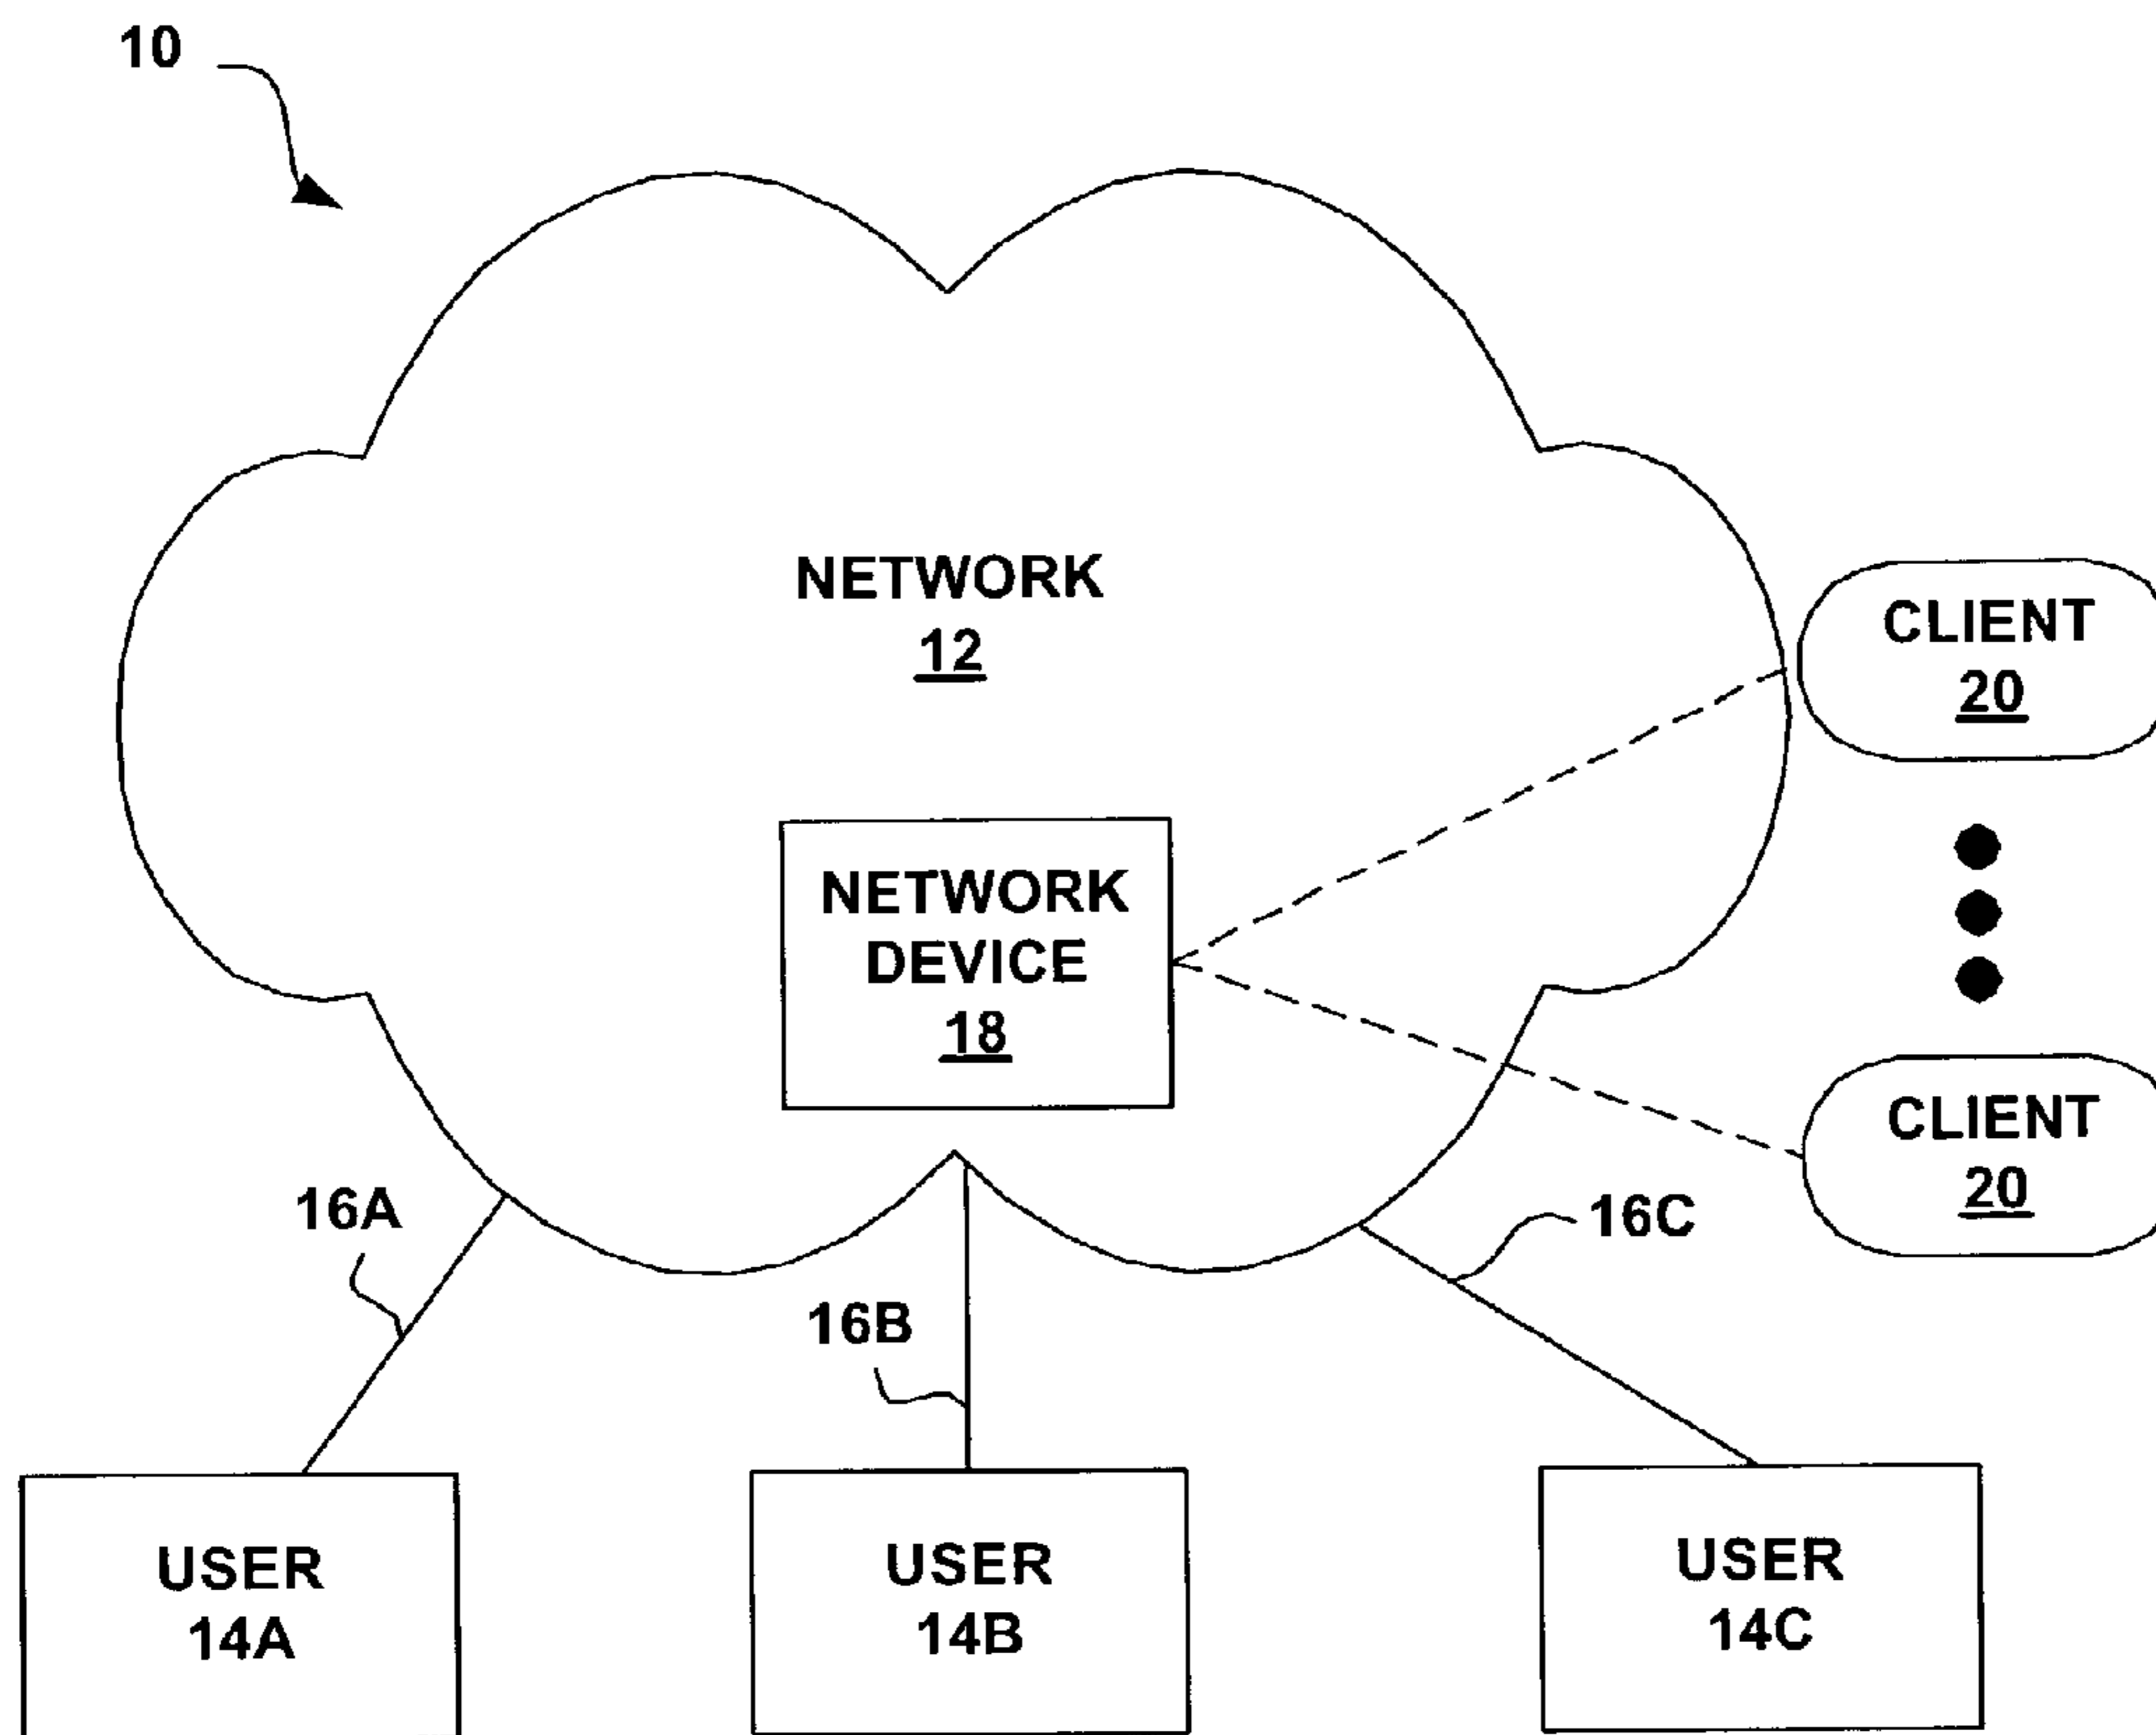 10
NETWORK
12
CLIENT
20
NETWORK
DEVICE
18
CLIENT
20
16A
16B
16C
USER
14A
USER
14B
USER
14C